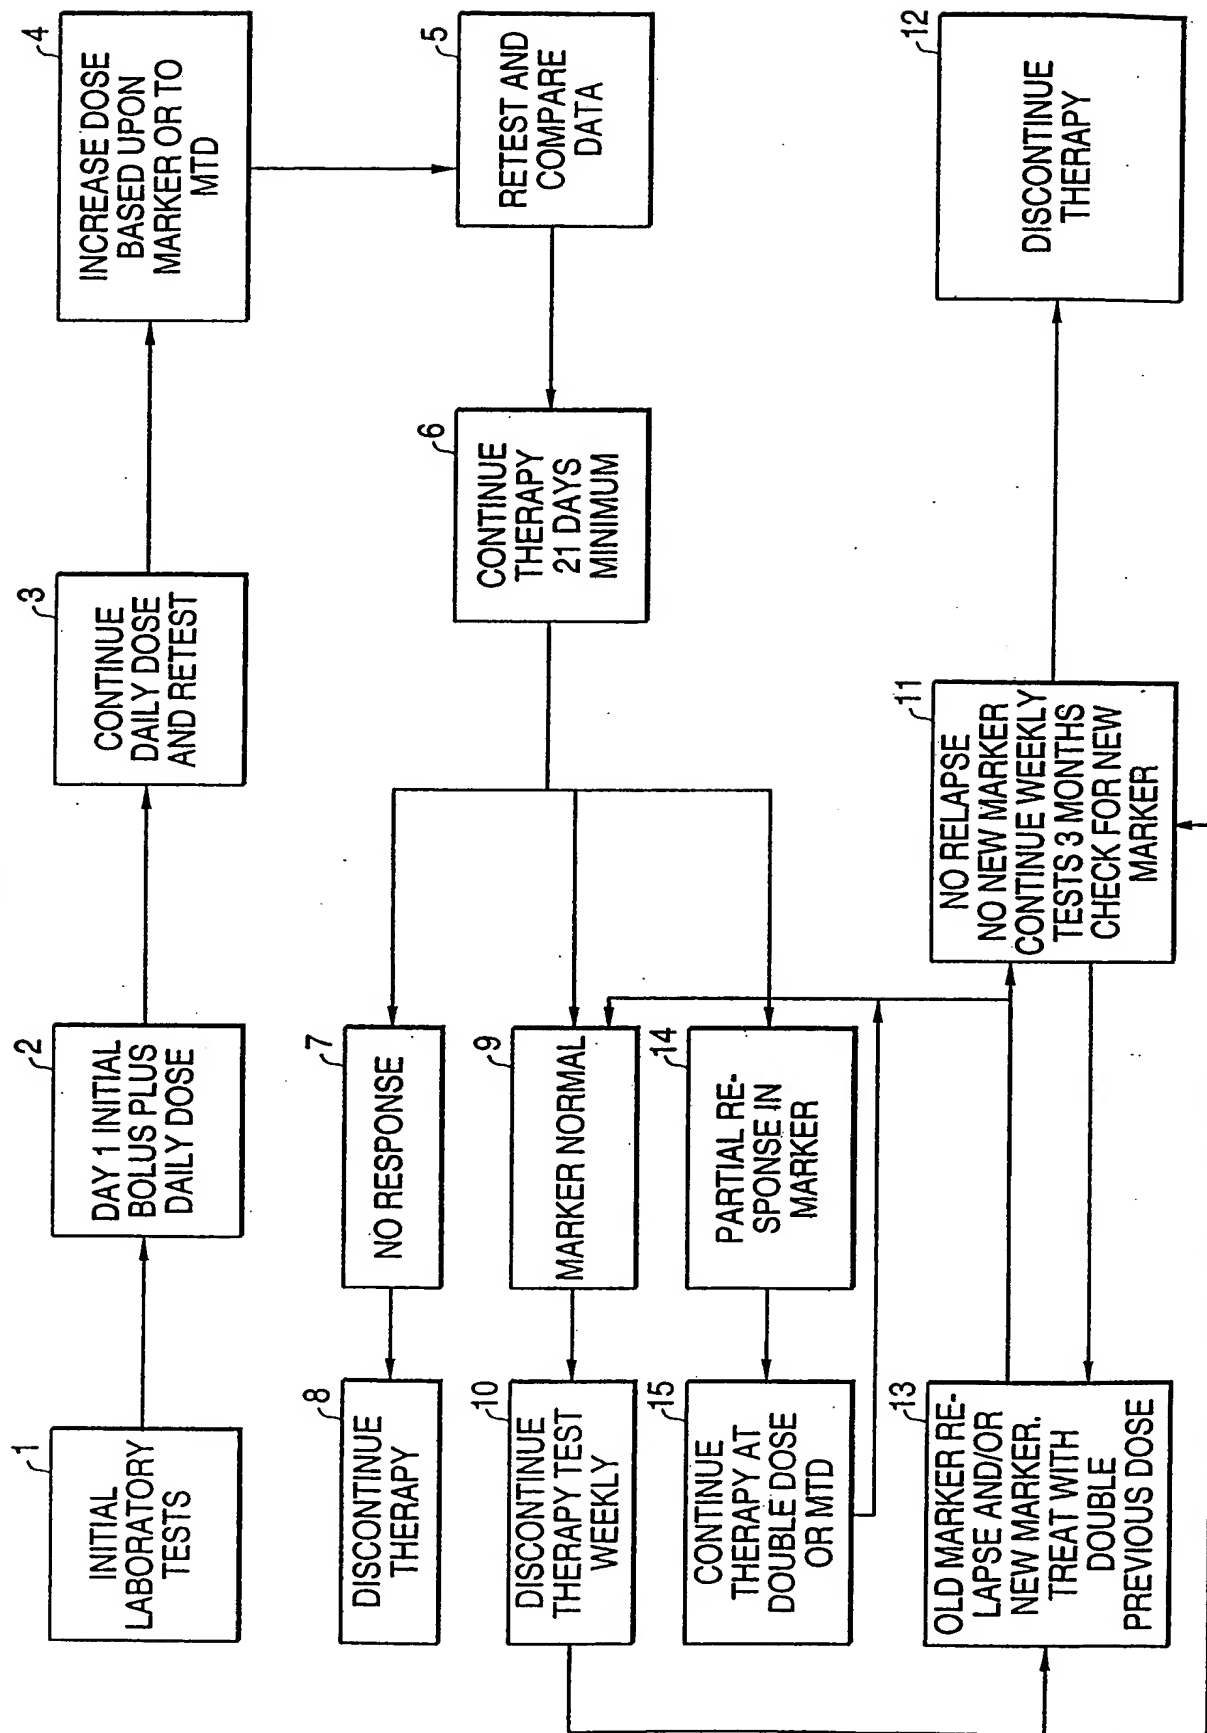 1
INITIAL
LABORATORY
TESTS
2
DAY 1 INITIAL
BOLUS PLUS
DAILY DOSE
3
CONTINUE
DAILY DOSE
AND RETEST
4
INCREASE DOSE
BASED UPON
MARKER OR TO
MTD
5
RETEST AND
COMPARE
DATA
6
CONTINUE
THERAPY
21 DAYS
MINIMUM
7
NO RESPONSE
8
DISCONTINUE
THERAPY
9
MARKER NORMAL
10
DISCONTINUE
THERAPY TEST
WEEKLY
14
PARTIAL RE-
SPONSE IN
MARKER
15
CONTINUE
THERAPY AT
DOUBLE DOSE
OR MTD
11
NO RELAPSE
NO NEW MARKER
CONTINUE WEEKLY
TESTS 3 MONTHS
CHECK FOR NEW
MARKER
12
DISCONTINUE
THERAPY
13
OLD MARKER RE-
LAPSE AND/OR
NEW MARKER.
TREAT WITH
DOUBLE
PREVIOUS DOSE